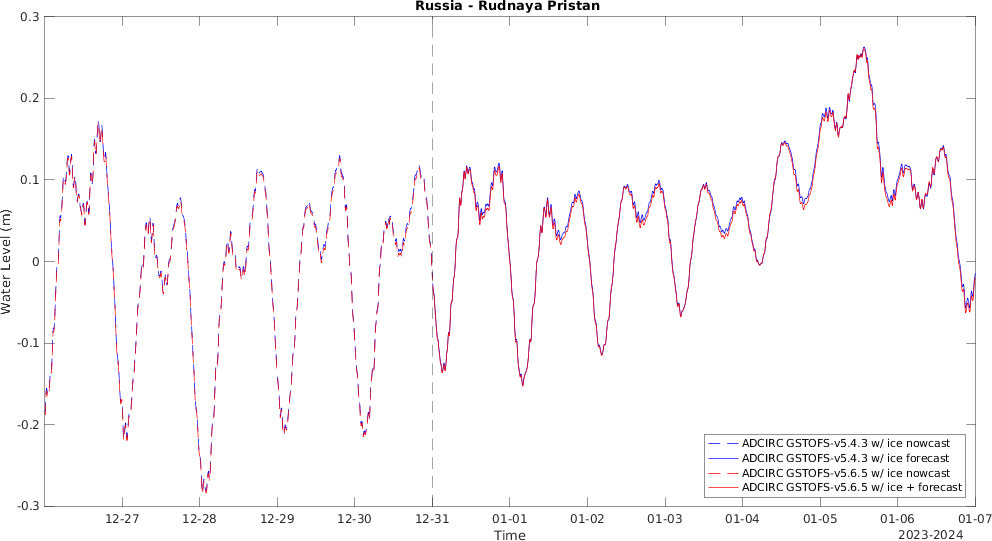 Russia - Rudnaya Pristan
Water Level (m)
0.3
0.2
0.1
0
-0.1
-0.2
-0.3
ADCIRC GSTOFS-v5.4.3 w/ ice nowcast
ADCIRC GSTOFS-v5.4.3 w/ ice forecast
ADCIRC GSTOFS-v5.6.5 w/ ice nowcast
ADCIRC GSTOFS-v5.6.5 w/ ice + forecast
12-27 12-28 12-29 12-30 12-31 01-01 01-02 01-03 01-04 01-05 01-06 01-07
Time
2023-2024